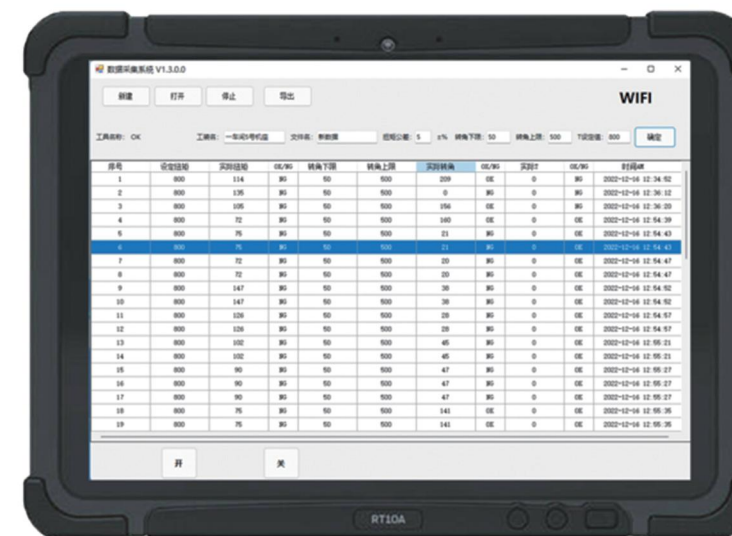 数据采集系统 V1.3.0.0
新建 打开 停止 导出 WIFI
工具名称: OK 工装名: 一车间5号机座 文件名: 新数据 扭矩公差: 5 ±% 转角下限: 50 转角上限: 500 T设定值: 800 确定
序号 设定扭矩 实际扭矩 OK/NG 转角下限 转角上限 实际转角 OK/NG 实际T OK/NG 时间
1 800 114 NG 50 500 209 OK 0 NG 2022-12-16 12:34:52
2 800 135 NG 50 500 0 NG 0 NG 2022-12-16 12:36:12
3 800 105 NG 50 500 156 OK 0 NG 2022-12-16 12:36:20
4 800 72 NG 50 500 160 OK 0 OK 2022-12-16 12:54:39
5 800 75 NG 50 500 21 NG 0 OK 2022-12-16 12:54:43
6 800 75 NG 50 500 21 NG 0 OK 2022-12-16 12:54:43
7 800 72 NG 50 500 20 NG 0 OK 2022-12-16 12:54:47
8 800 72 NG 50 500 20 NG 0 OK 2022-12-16 12:54:47
9 800 147 NG 50 500 38 NG 0 OK 2022-12-16 12:54:52
10 800 147 NG 50 500 38 NG 0 OK 2022-12-16 12:54:52
11 800 126 NG 50 500 28 NG 0 OK 2022-12-16 12:54:57
12 800 126 NG 50 500 28 NG 0 OK 2022-12-16 12:54:57
13 800 102 NG 50 500 45 NG 0 OK 2022-12-16 12:55:21
14 800 102 NG 50 500 45 NG 0 OK 2022-12-16 12:55:21
15 800 90 NG 50 500 47 NG 0 OK 2022-12-16 12:55:27
16 800 90 NG 50 500 47 NG 0 OK 2022-12-16 12:55:27
17 800 90 NG 50 500 47 NG 0 OK 2022-12-16 12:55:27
18 800 75 NG 50 500 141 OK 0 OK 2022-12-16 12:55:35
19 800 75 NG 50 500 141 OK 0 OK 2022-12-16 12:55:35
开 关
RT10A